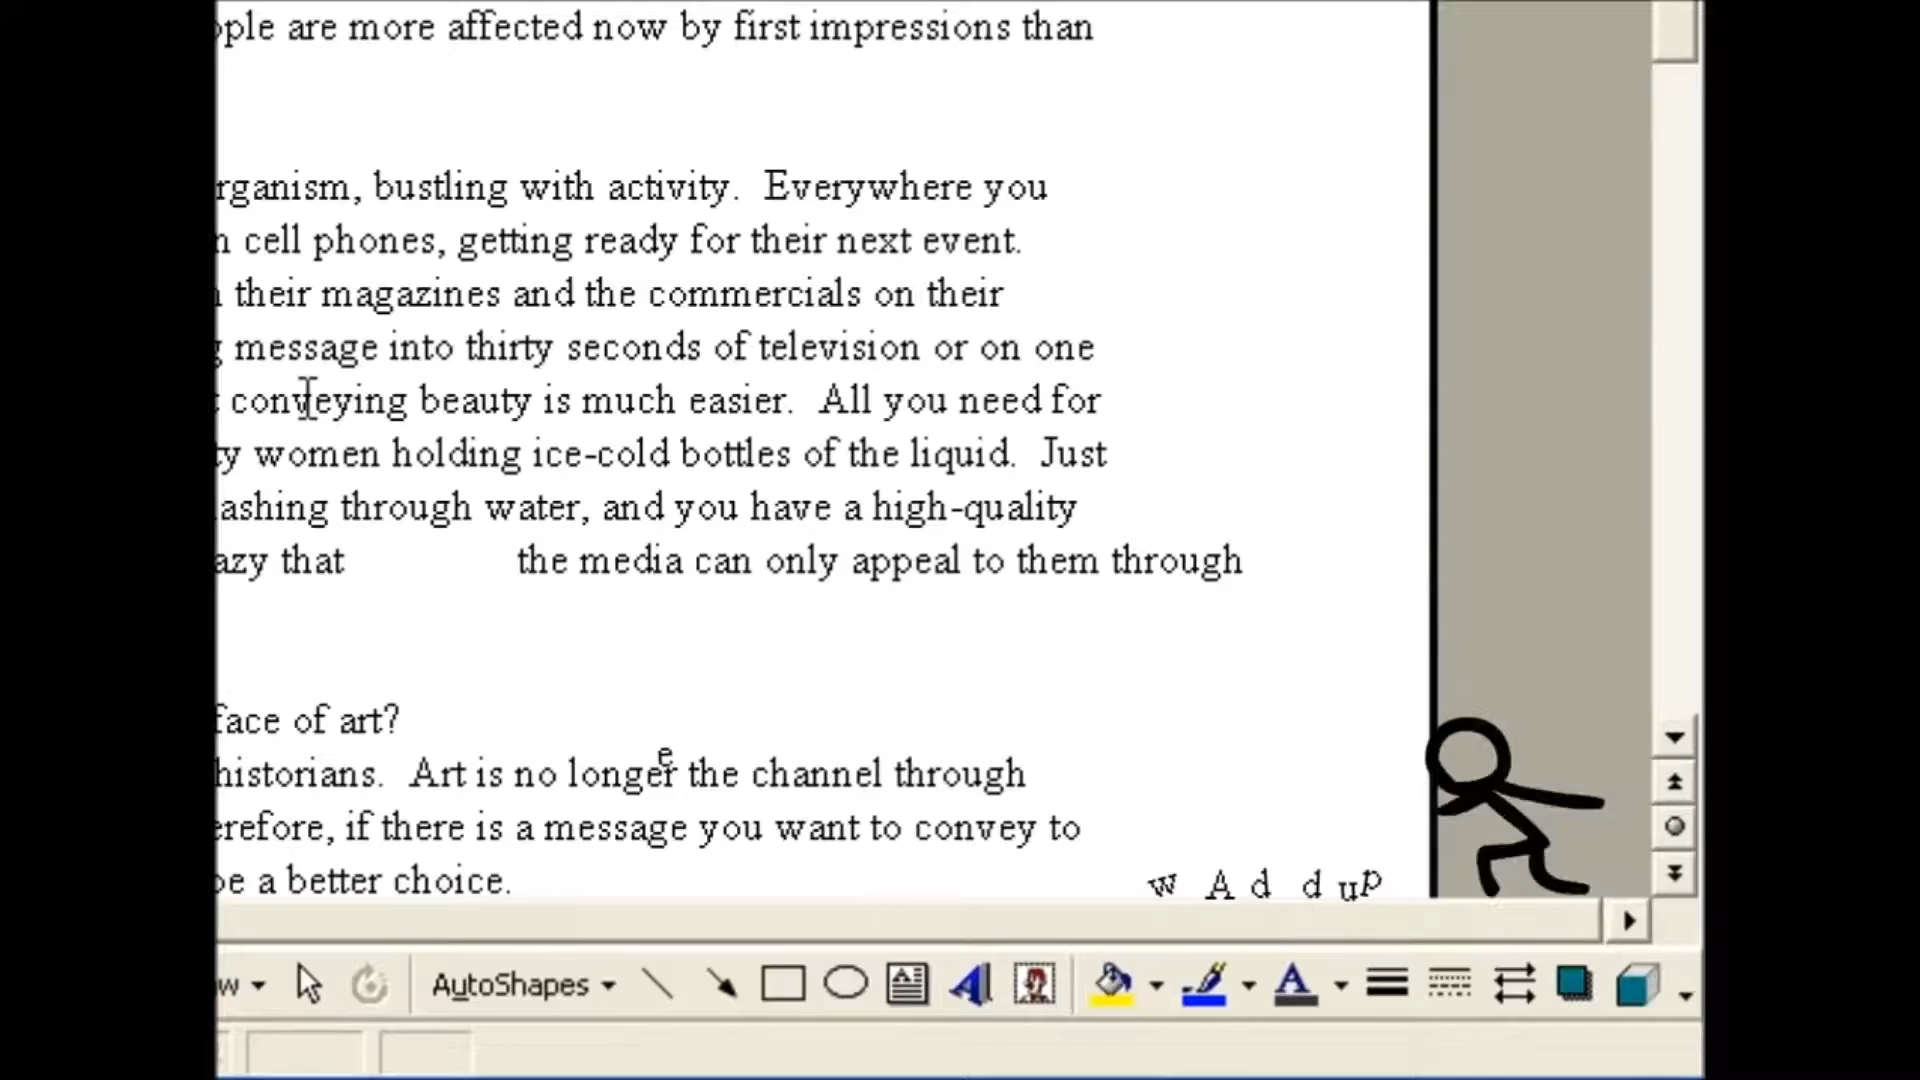 ople are more affected now by first impressions than
rganism, bustling with activity.  Everywhere you
n cell phones, getting ready for their next event.
their magazines and the commercials on their
g message into thirty seconds of television or on one
conveying beauty is much easier.  All you need for
ty women holding ice-cold bottles of the liquid.  Just
lashing through water, and you have a high-quality
azy that the media can only appeal to them through
face of art?
e
historians.  Art is no longer the channel through
erefore, if there is a message you want to convey to
be a better choice.
w A d d up
w AutoShapes